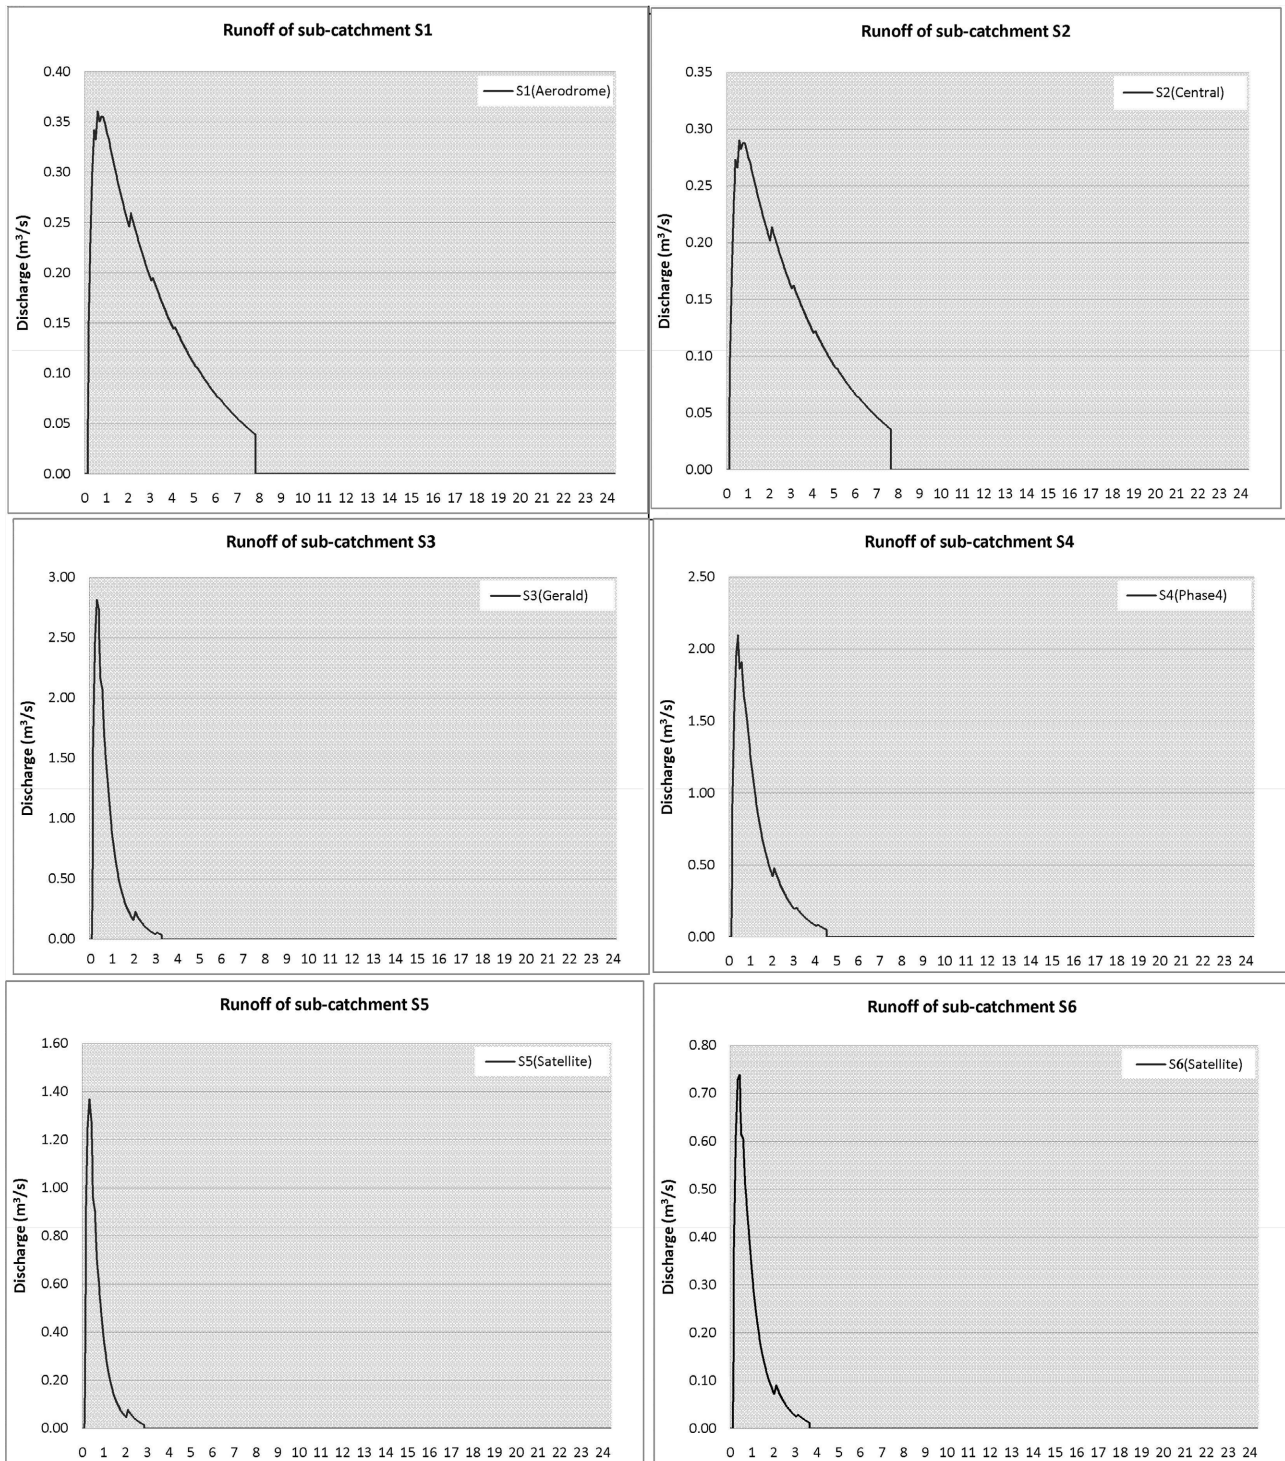 Runoff of sub-catchment S1
S1(Aerodrome)
Discharge (m³/s)
0.40
0.35
0.30
0.25
0.20
0.15
0.10
0.05
0.00
0 1 2 3 4 5 6 7 8 9 10 11 12 13 14 15 16 17 18 19 20 21 22 23 24
Runoff of sub-catchment S2
S2(Central)
Discharge (m³/s)
0.35
0.30
0.25
0.20
0.15
0.10
0.05
0.00
0 1 2 3 4 5 6 7 8 9 10 11 12 13 14 15 16 17 18 19 20 21 22 23 24
Runoff of sub-catchment S3
S3(Gerald)
Discharge (m³/s)
3.00
2.50
2.00
1.50
1.00
0.50
0.00
0 1 2 3 4 5 6 7 8 9 10 11 12 13 14 15 16 17 18 19 20 21 22 23 24
Runoff of sub-catchment S4
S4(Phase4)
Discharge (m³/s)
2.50
2.00
1.50
1.00
0.50
0.00
0 1 2 3 4 5 6 7 8 9 10 11 12 13 14 15 16 17 18 19 20 21 22 23 24
Runoff of sub-catchment S5
S5(Satellite)
Discharge (m³/s)
1.60
1.40
1.20
1.00
0.80
0.60
0.40
0.20
0.00
0 1 2 3 4 5 6 7 8 9 10 11 12 13 14 15 16 17 18 19 20 21 22 23 24
Runoff of sub-catchment S6
S6(Satellite)
Discharge (m³/s)
0.80
0.70
0.60
0.50
0.40
0.30
0.20
0.10
0.00
0 1 2 3 4 5 6 7 8 9 10 11 12 13 14 15 16 17 18 19 20 21 22 23 24